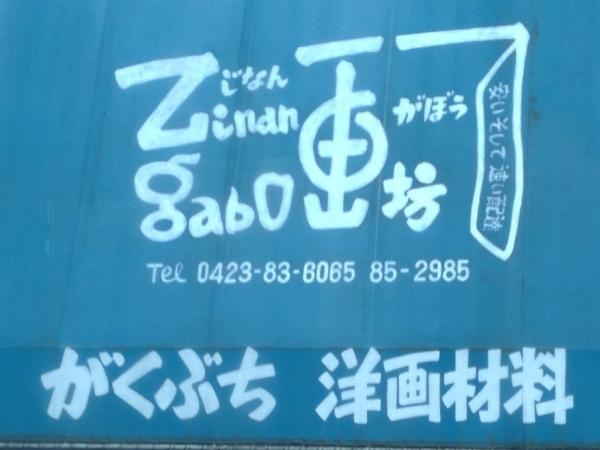 じなん
Zinan
画
がぼう
gabo
坊
安い そして 速い配達
Tel 0423-83-6065 85-2985
がくぶち 洋画材料